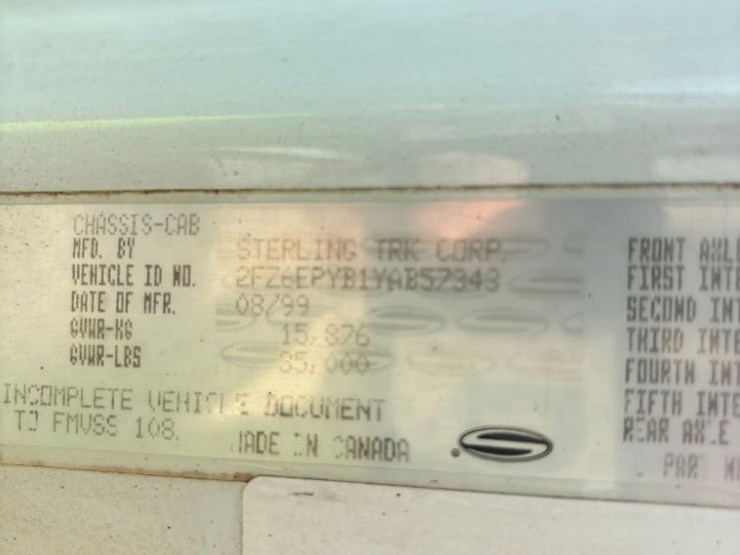 CHASSIS-CAB
MFD. BY STERLING TRK CORP.
VEHICLE ID NO. 2FZ6EPYB1YAB57343
DATE OF MFR. 08/99
GVWR-KG 15,876
GVWR-LBS 35,000
INCOMPLETE VEHICLE DOCUMENT
TO FMVSS 108.
MADE IN CANADA
FRONT AXLE
FIRST INTE
SECOND INT
THIRD INTE
FOURTH INT
FIFTH INTE
REAR AXLE
PART